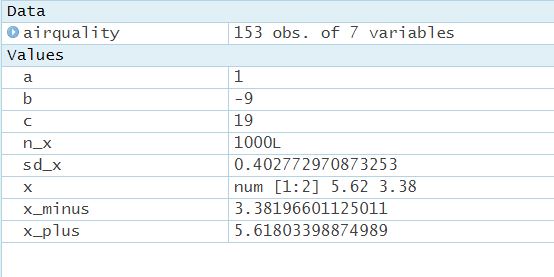 Data
airquality 153 obs. of 7 variables
Values
a 1
b -9
c 19
n_x 1000L
sd_x 0.402772970873253
x num [1:2] 5.62 3.38
x_minus 3.38196601125011
x_plus 5.61803398874989